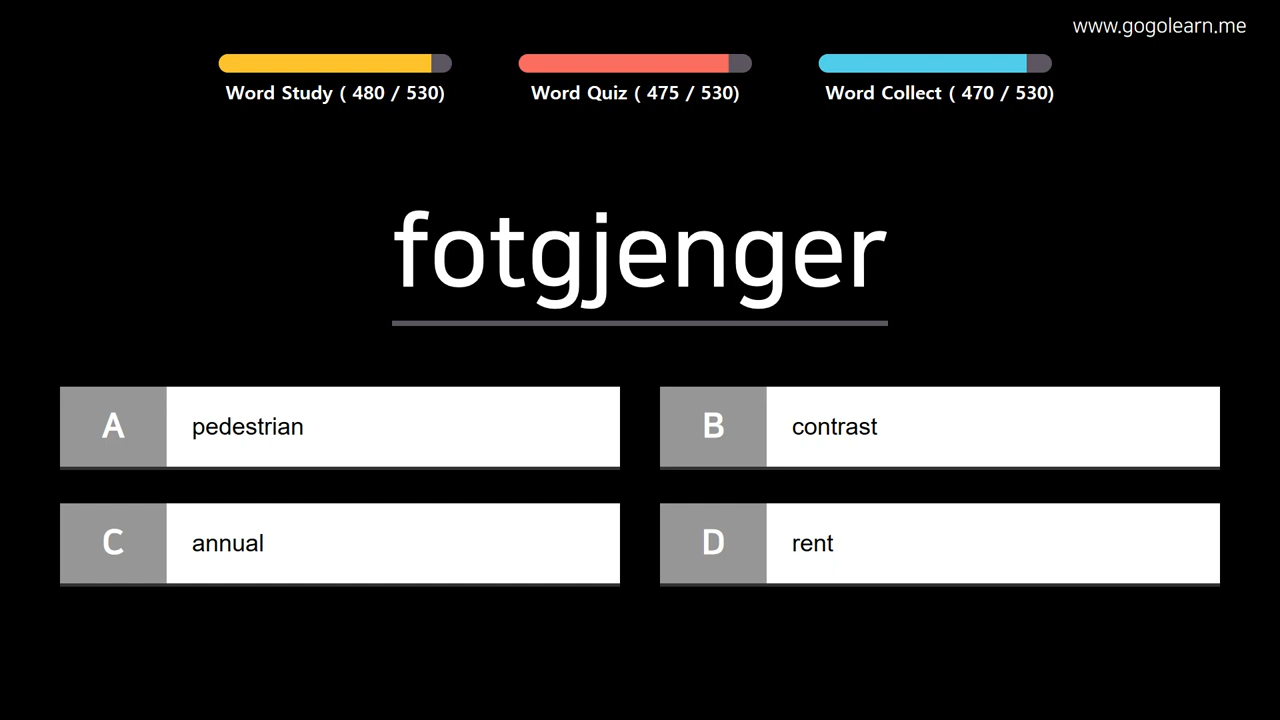 www.gogolearn.me
Word Study ( 480 / 530)
Word Quiz ( 475 / 530)
Word Collect ( 470 / 530)
fotgjenger
A pedestrian
B contrast
C annual
D rent